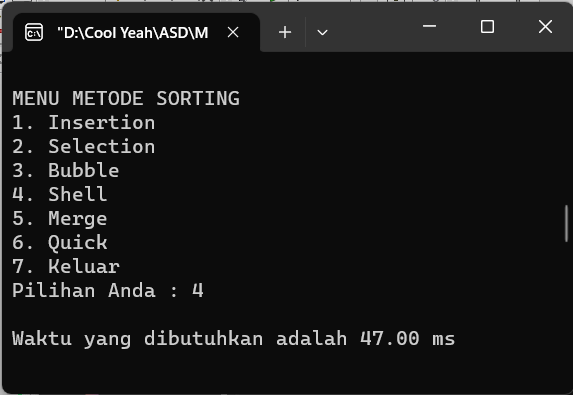 "D:\Cool Yeah\ASD\M
MENU METODE SORTING
1. Insertion
2. Selection
3. Bubble
4. Shell
5. Merge
6. Quick
7. Keluar
Pilihan Anda : 4
Waktu yang dibutuhkan adalah 47.00 ms